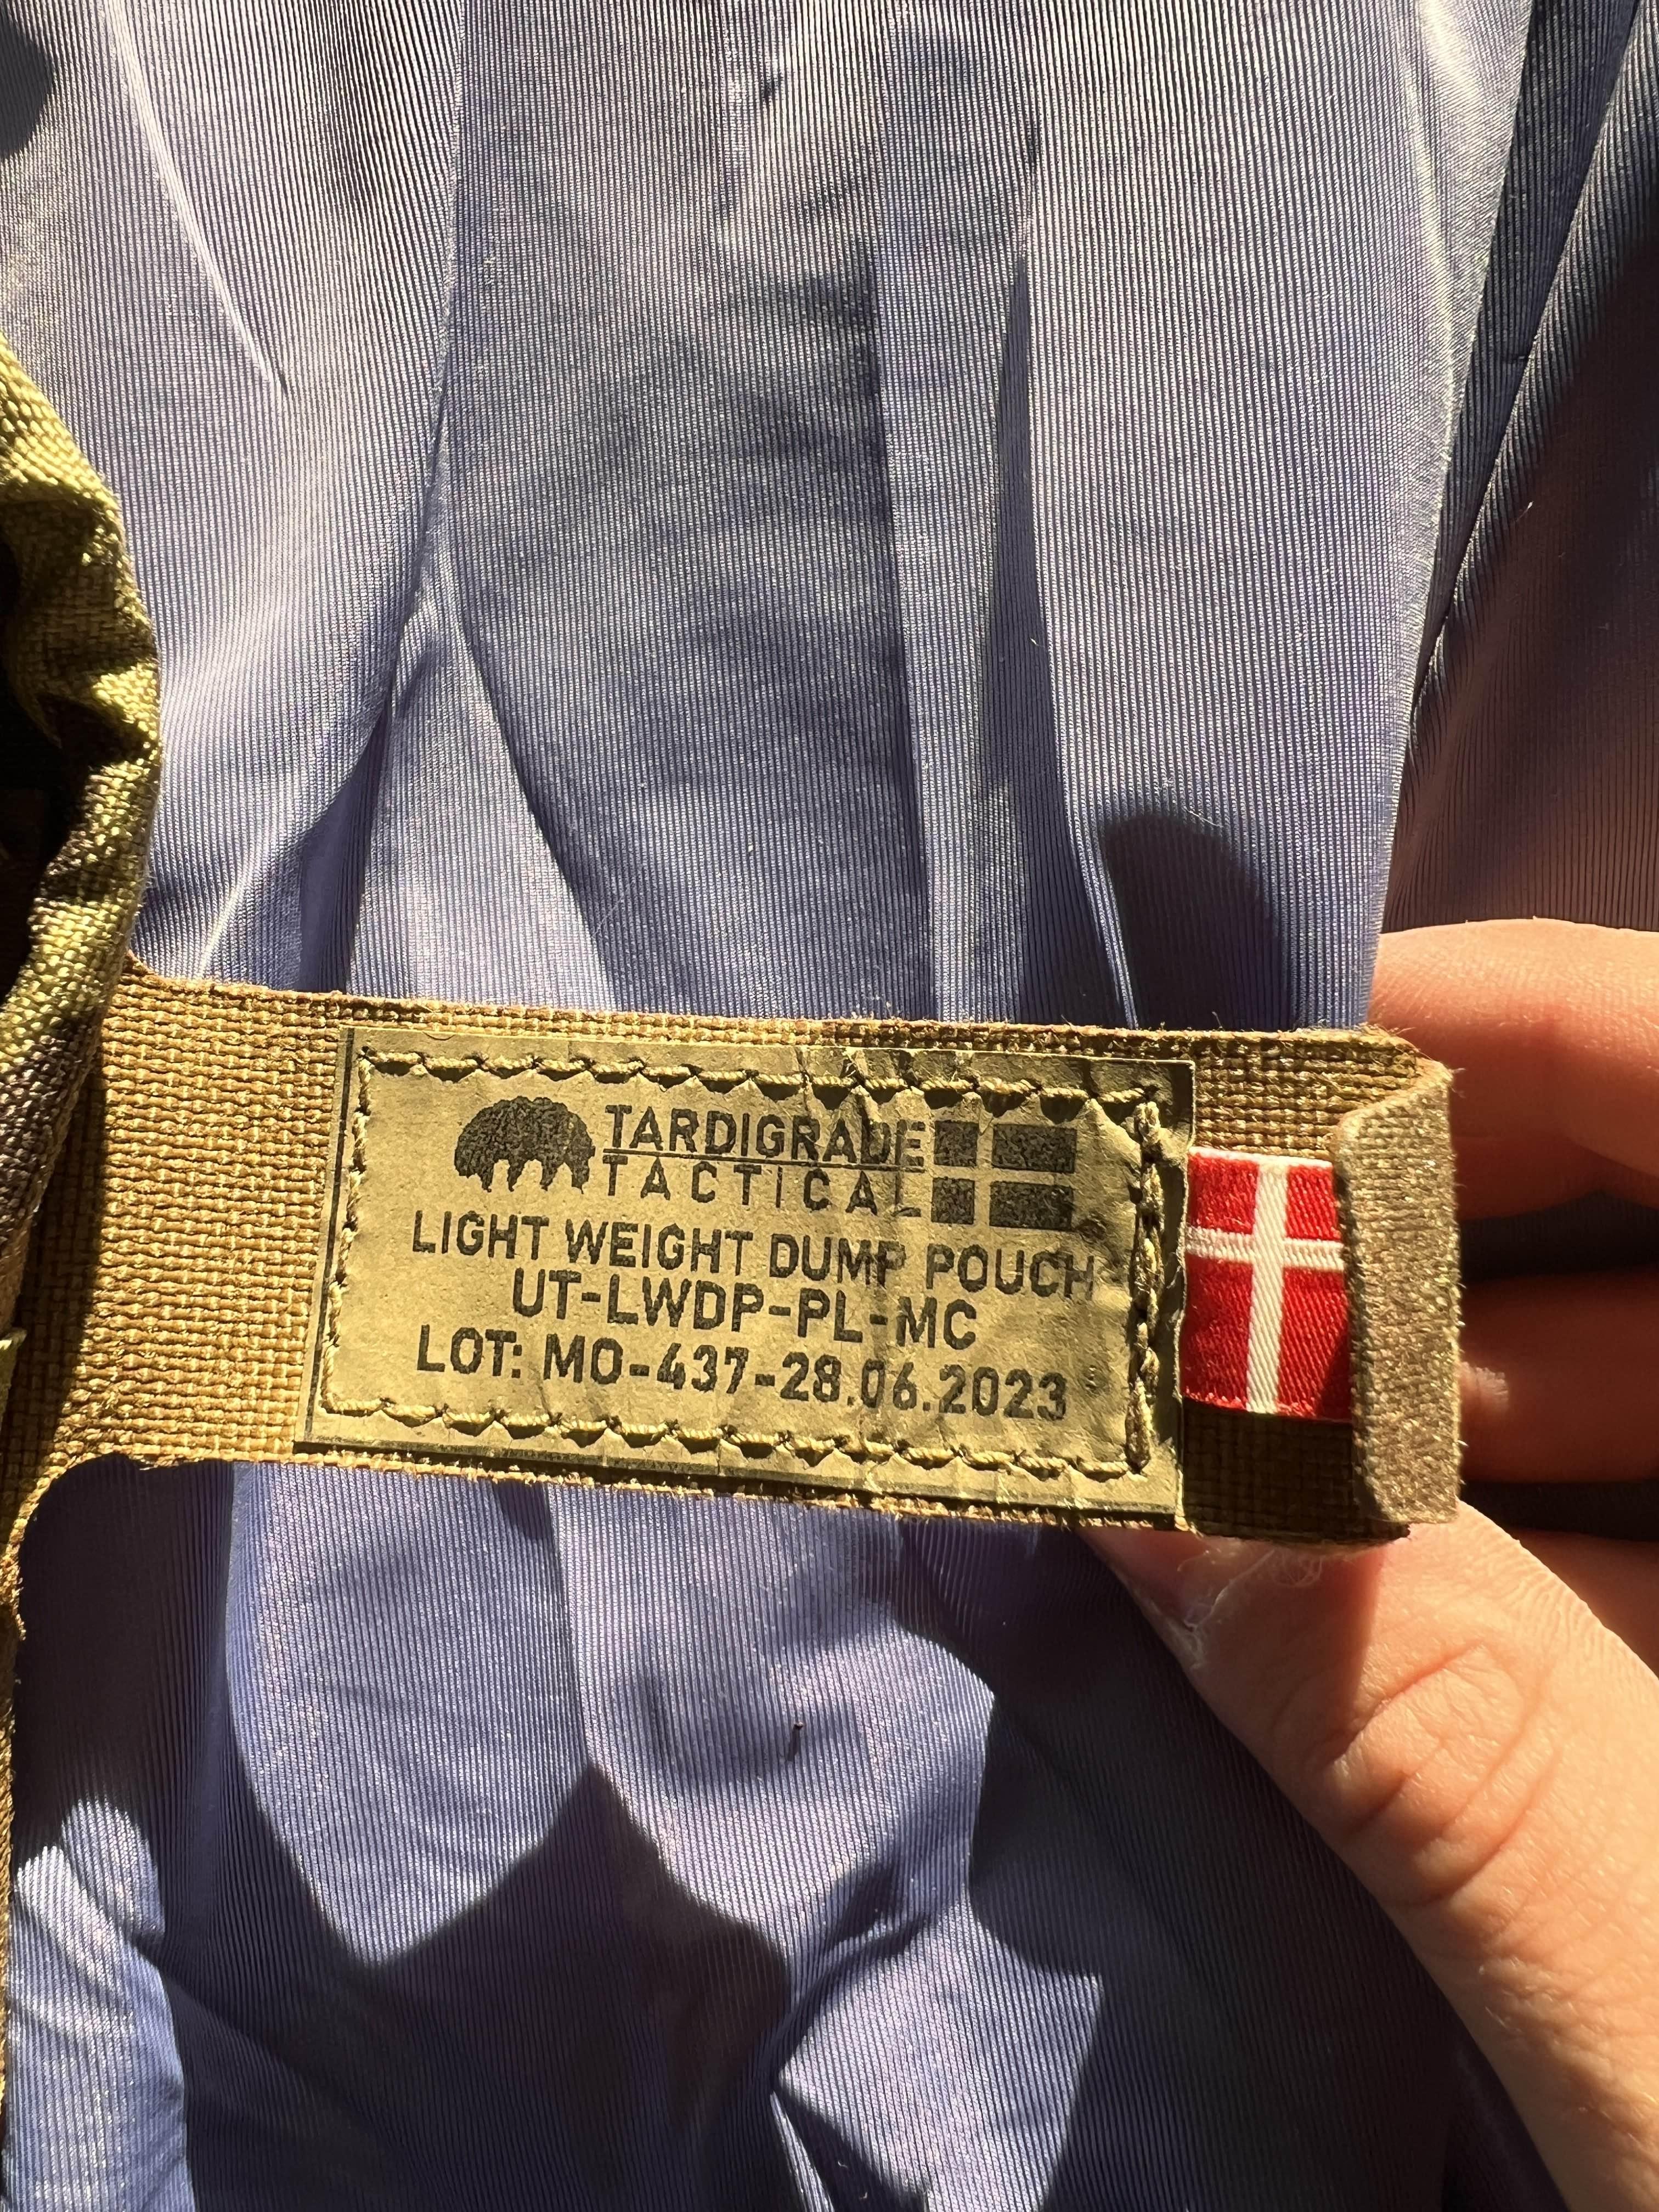 TARDIGRADE
TACTICAL
LIGHT WEIGHT DUMP POUCH
UT-LWDP-PL-MC
LOT: MO-437-28.06.2023